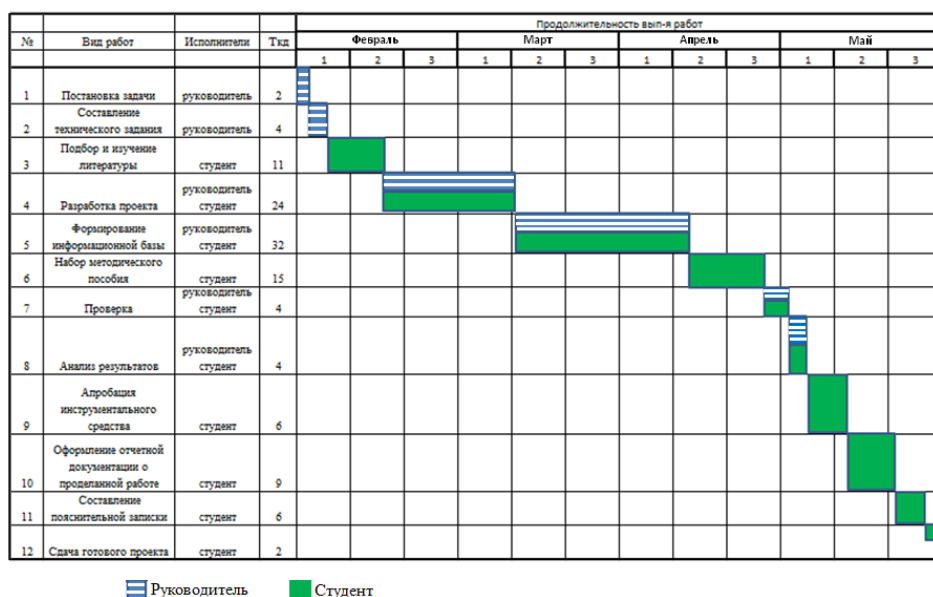 Продолжительность вып-я работ
№ Вид работ Исполнители Ткд Февраль Март Апрель Май
1 2 3 1 2 3 1 2 3 1 2 3
1 Постановка задачи руководитель 2
Составление
2 технического задания руководитель 4
Подбор и изучение
3 литературы студент 11
руководитель
4 Разработка проекта студент 24
Формирование руководитель
5 информационной базы студент 32
Набор методического
6 пособия студент 15
руководитель
7 Проверка студент 4
руководитель
8 Анализ результатов студент 4
Апробация
инструментального
9 средства студент 6
Оформление отчетной
документации о
10 проделанной работе студент 9
Составление
11 пояснительной записки студент 6
12 Сдача готового проекта студент 2
Руководитель Студент